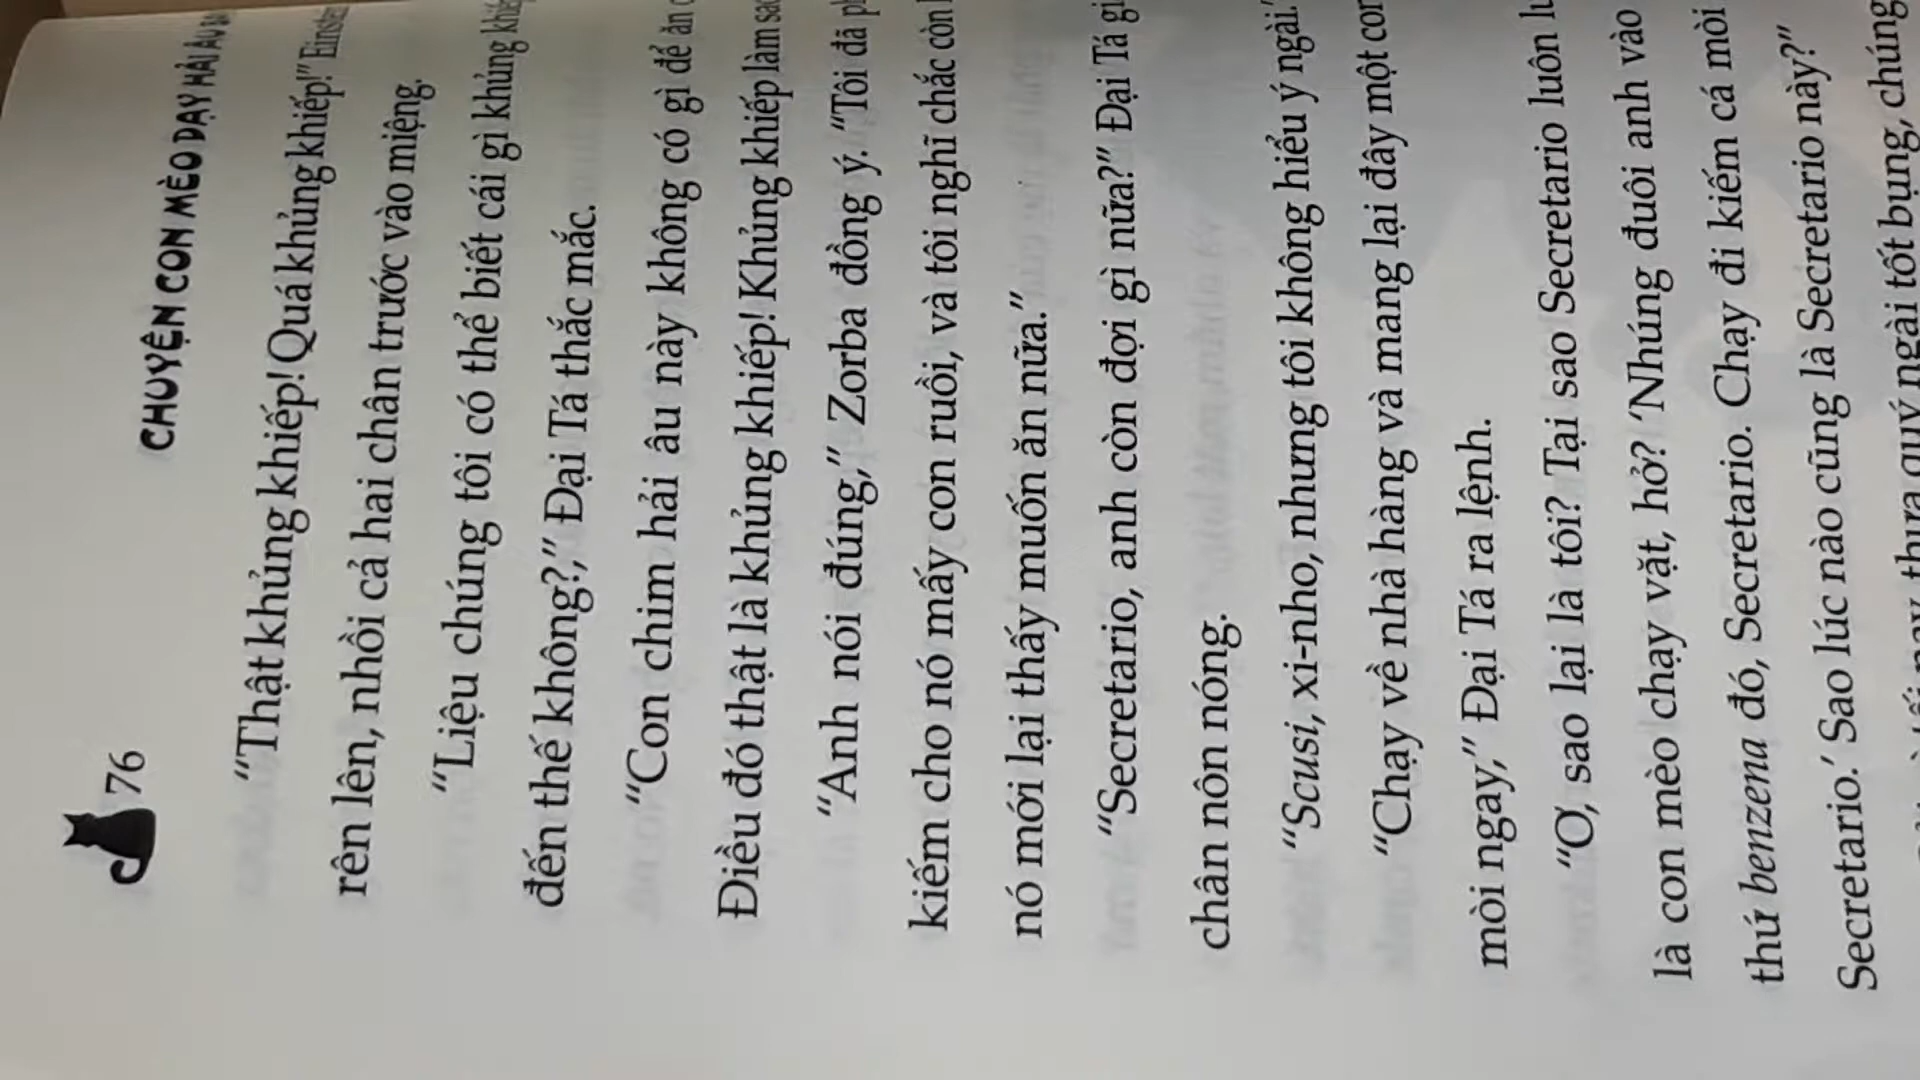 76
CHUYỆN CON MÈO DẠY HẢI ÂU
“Thật khủng khiếp! Quá khủng khiếp!”
rên lên, nhồi cả hai chân trước vào miệng.
“Liệu chúng tôi có thể biết cái gì khủng
đến thế không?,” Đại Tá thắc mắc.
“Con chim hải âu này không có gì để ăn
Điều đó thật là khủng khiếp! Khủng khiếp làm
“Anh nói đúng,” Zorba đồng ý. “Tôi đã
kiếm cho nó mấy con ruồi, và tôi nghĩ chắc còn
nó mới lại thấy muốn ăn nữa.”
“Secretario, anh còn đợi gì nữa?” Đại Tá
chân nôn nóng.
“Scusi, xi-nho, nhưng tôi không hiểu ý ngài.”
“Chạy về nhà hàng và mang lại đây một
mòi ngay,” Đại Tá ra lệnh.
“Ơ, sao lại là tôi? Tại sao Secretario luôn
là con mèo chạy vặt, hở? ‘Nhúng đuôi anh vào
thứ benzena đó, Secretario. Chạy đi kiếm cá mòi
Secretario.’ Sao lúc nào cũng là Secretario này?”
thưa quý ngài tốt bụng, chúng